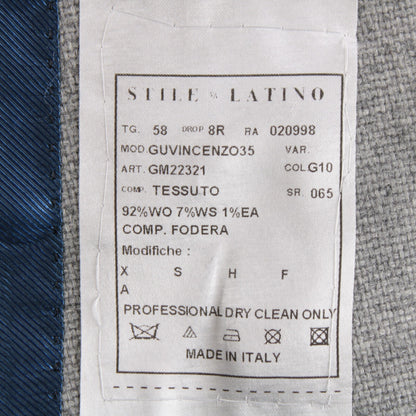 STILE LATINO
TG. 58 DROP 8R RA 020998
MOD GUVINCENZO35 VAR.
ART. GM22321 COL. G10
COMP. TESSUTO SR. 065
92%WO 7%WS 1%EA
COMP. FODERA
Modifiche :
X S H F
A
PROFESSIONAL DRY CLEAN ONLY
MADE IN ITALY